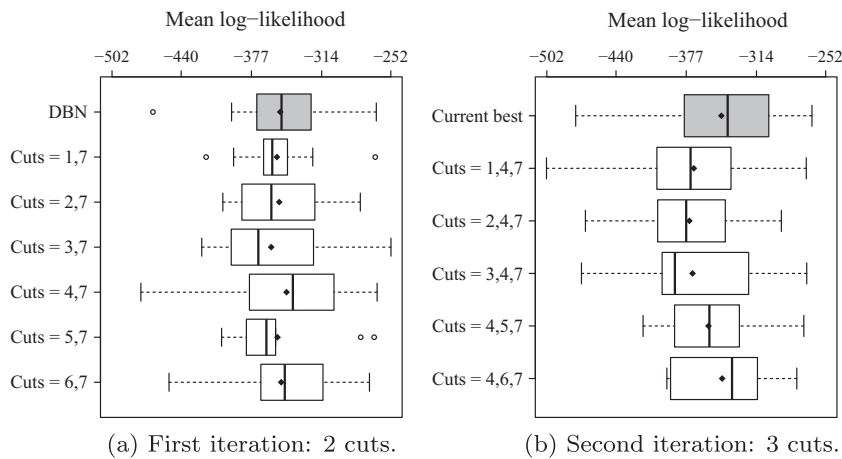 Mean log−likelihood
−502 −440 −377 −314 −252
DBN
Cuts = 1,7
Cuts = 2,7
Cuts = 3,7
Cuts = 4,7
Cuts = 5,7
Cuts = 6,7
(a) First iteration: 2 cuts.
Mean log−likelihood
−502 −440 −377 −314 −252
Current best
Cuts = 1,4,7
Cuts = 2,4,7
Cuts = 3,4,7
Cuts = 4,5,7
Cuts = 4,6,7
(b) Second iteration: 3 cuts.